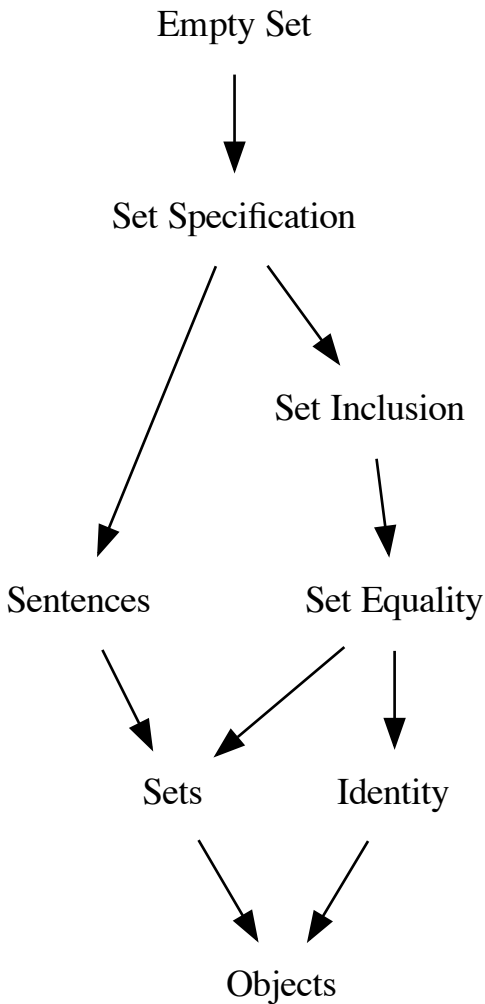 Empty Set
Set Specification
Set Inclusion
Sentences
Set Equality
Sets
Identity
Objects